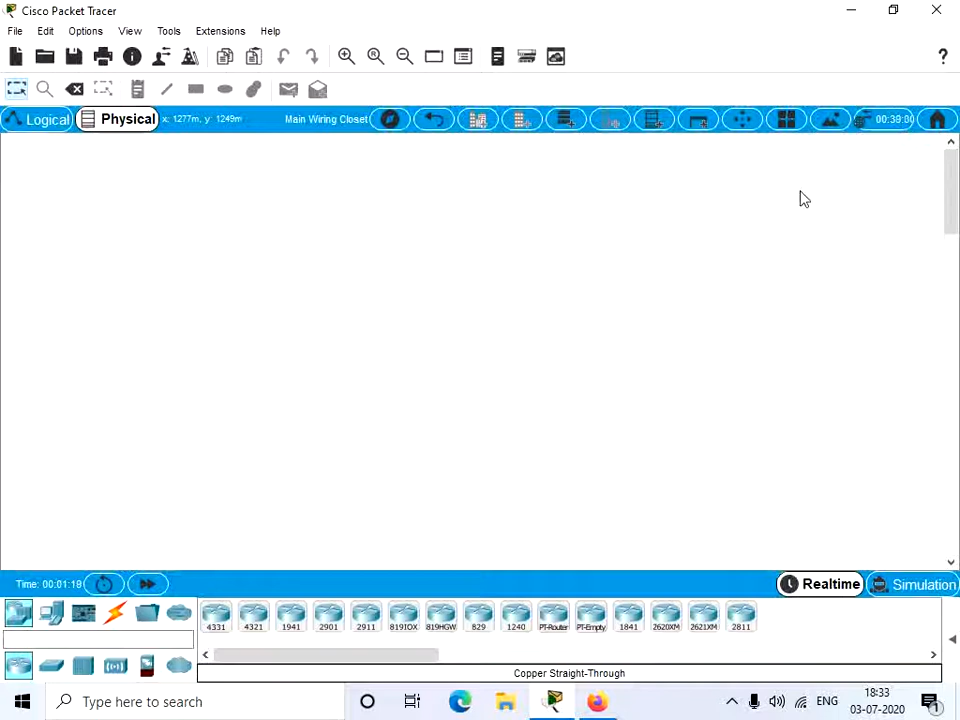 Cisco Packet Tracer
File Edit Options View Tools Extensions Help
Logical Physical x: 1277m, y: 1249m Main Wiring Closet
Time: 00:01:19 Realtime Simulation
4331 4321 1941 2901 2911 819IOX 819HGW 829 1240 PT-Router PT-Empty 1841 2620XM 2621XM 2811
Copper Straight-Through
Type here to search
ENG
18:33
03-07-2020
1